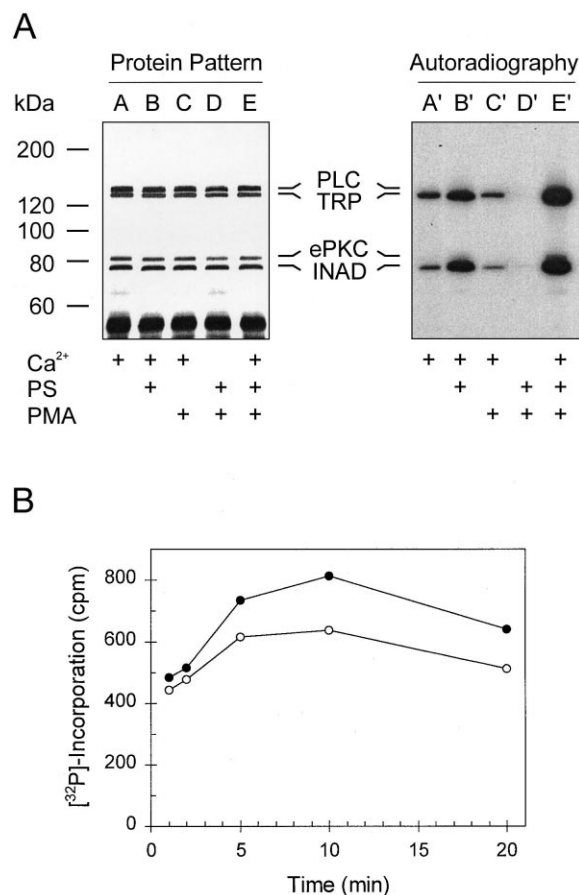 A
Protein Pattern
Autoradiography
kDa
A B C D E
A' B' C' D' E'
200
120
100
80
60
PLC
TRP
ePKC
INAD
Ca²⁺ + + + + + + + +
PS + + + + + +
PMA + + + + + +
B
[³²P]-Incorporation (cpm)
800
600
400
200
0
0 5 10 15 20
Time (min)